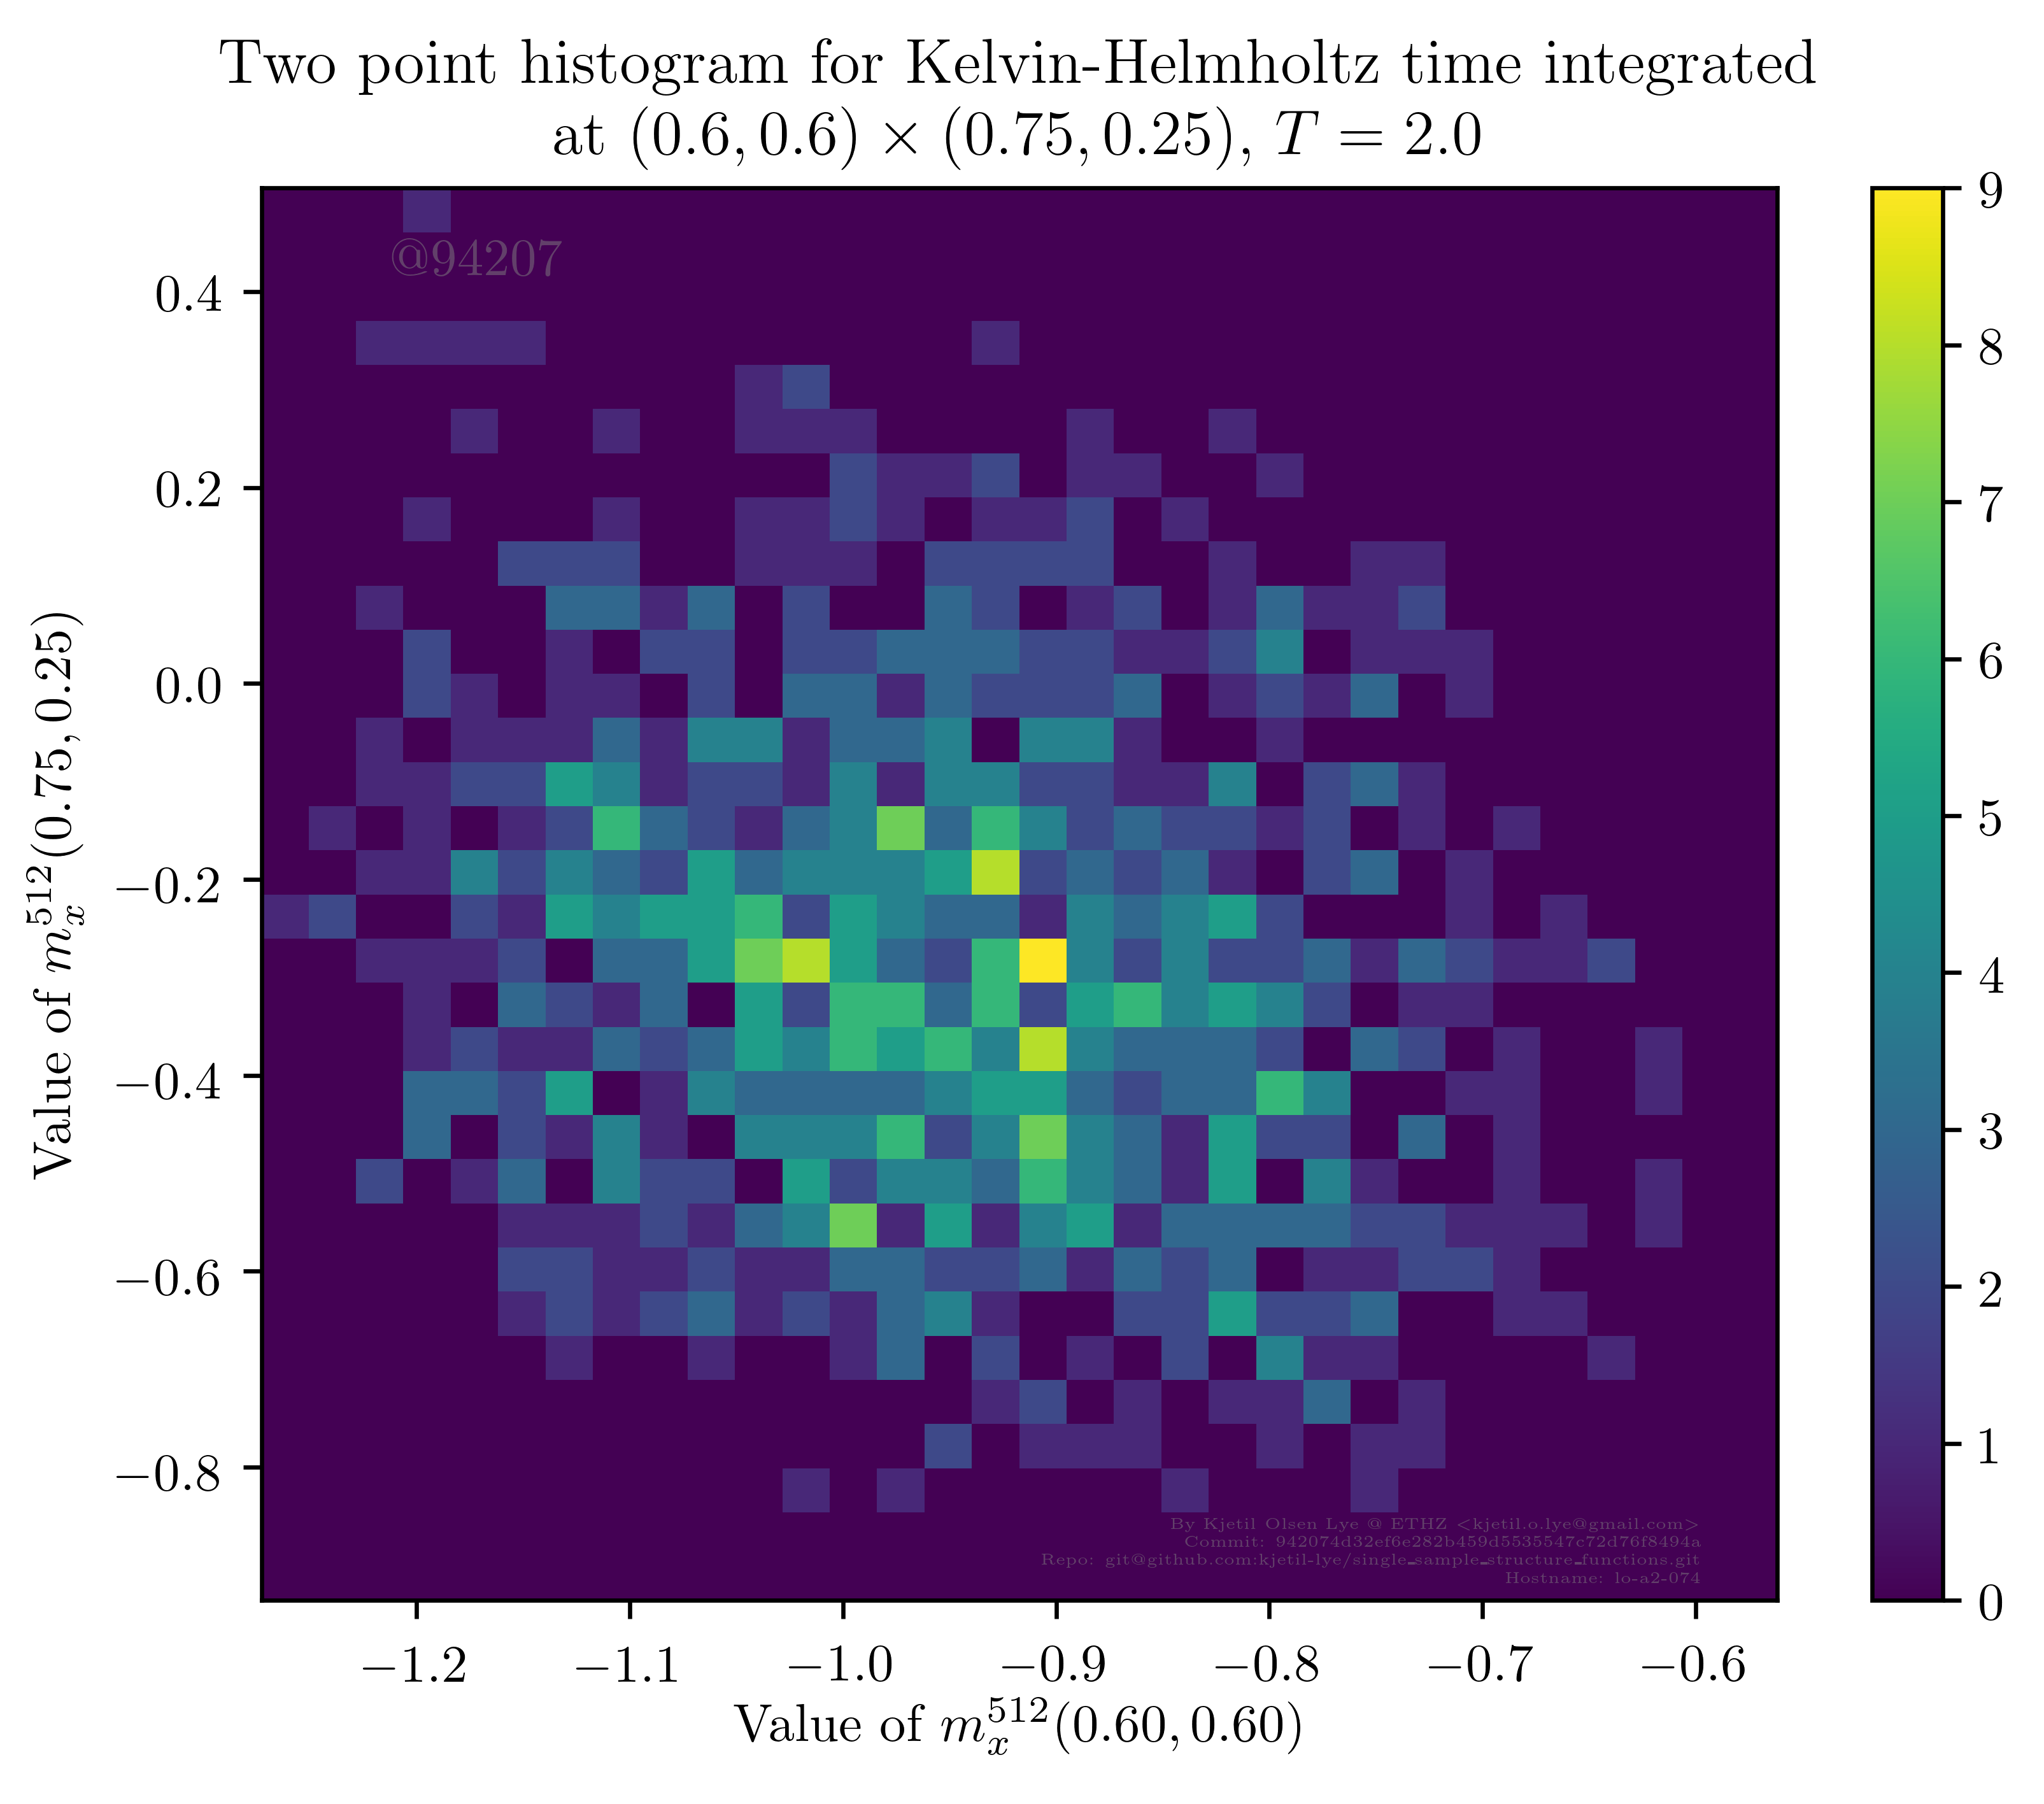 Two point histogram for Kelvin-Helmholtz time integrated
at (0.6, 0.6) × (0.75, 0.25), T = 2.0
@94207
0.4
0.2
0.0
−0.2
−0.4
−0.6
−0.8
Value of m_x^512(0.75, 0.25)
By Kjetil Olsen Lye @ ETHZ <kjetil.o.lye@gmail.com>
Commit: 942074d32ef6e282b459d5535547c72d76f8494a
Repo: git@github.com:kjetil-lye/single_sample_structure_functions.git
Hostname: lo-a2-074
−1.2 −1.1 −1.0 −0.9 −0.8 −0.7 −0.6
Value of m_x^512(0.60, 0.60)
9
8
7
6
5
4
3
2
1
0